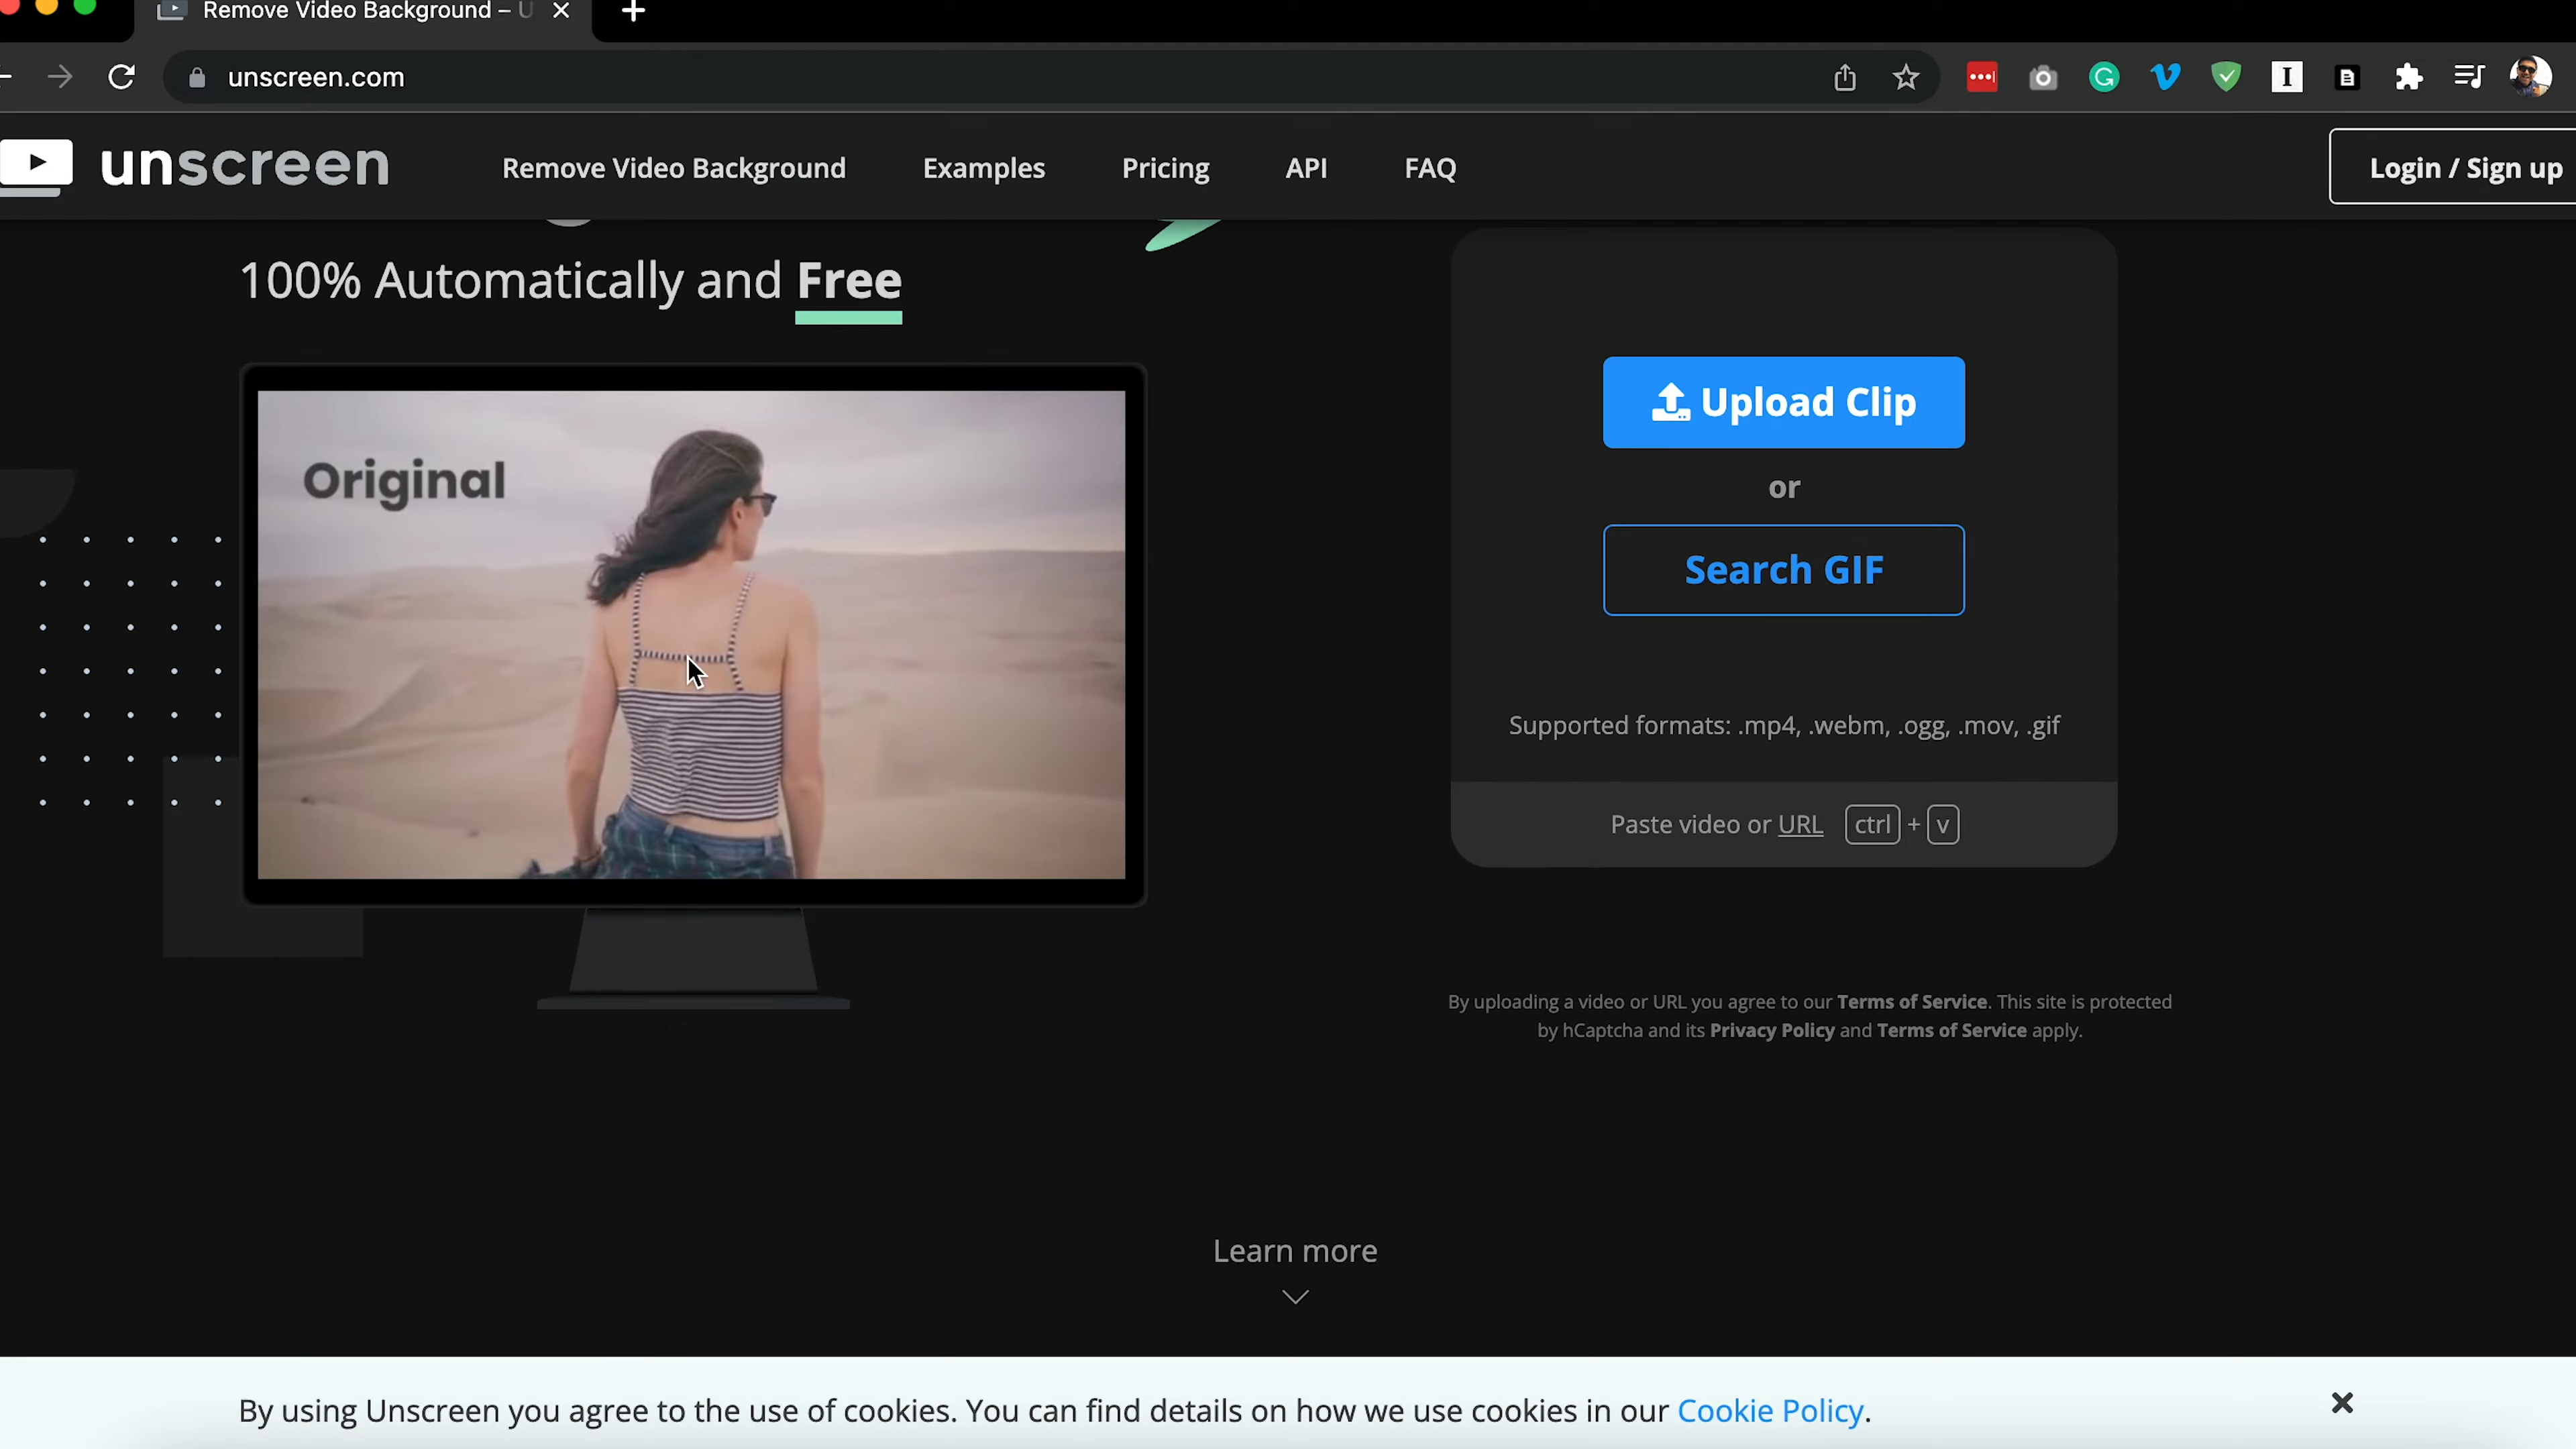 Remove Video Background – U
unscreen.com
unscreen
Remove Video Background
Examples
Pricing
API
FAQ
Login / Sign up
100% Automatically and Free
Original
Upload Clip
or
Search GIF
Supported formats: .mp4, .webm, .ogg, .mov, .gif
Paste video or URL ctrl + v
By uploading a video or URL you agree to our Terms of Service. This site is protected
by hCaptcha and its Privacy Policy and Terms of Service apply.
Learn more
By using Unscreen you agree to the use of cookies. You can find details on how we use cookies in our Cookie Policy.